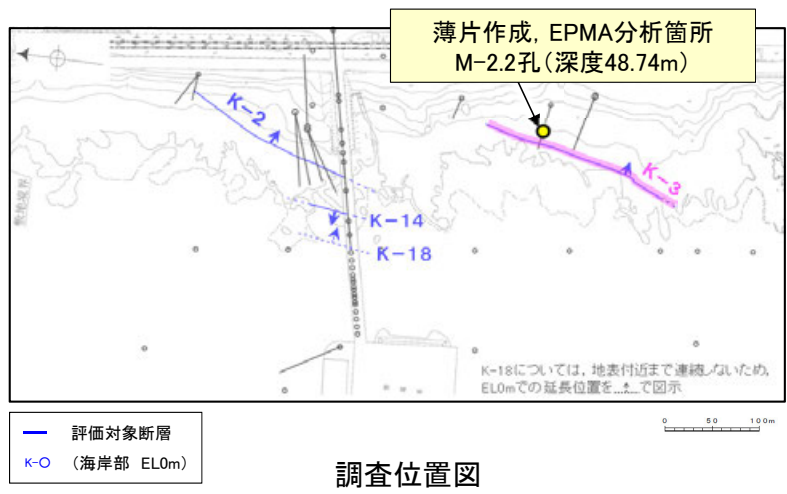 薄片作成, EPMA分析箇所
M-2.2孔(深度48.74m)
K-2
K-3
K-14
K-18
敷地境界
K-18については, 地表付近まで連続しないため,
EL0mでの延長位置を で図示
評価対象断層
K-○ (海岸部 EL0m)
0 50 100m
調査位置図